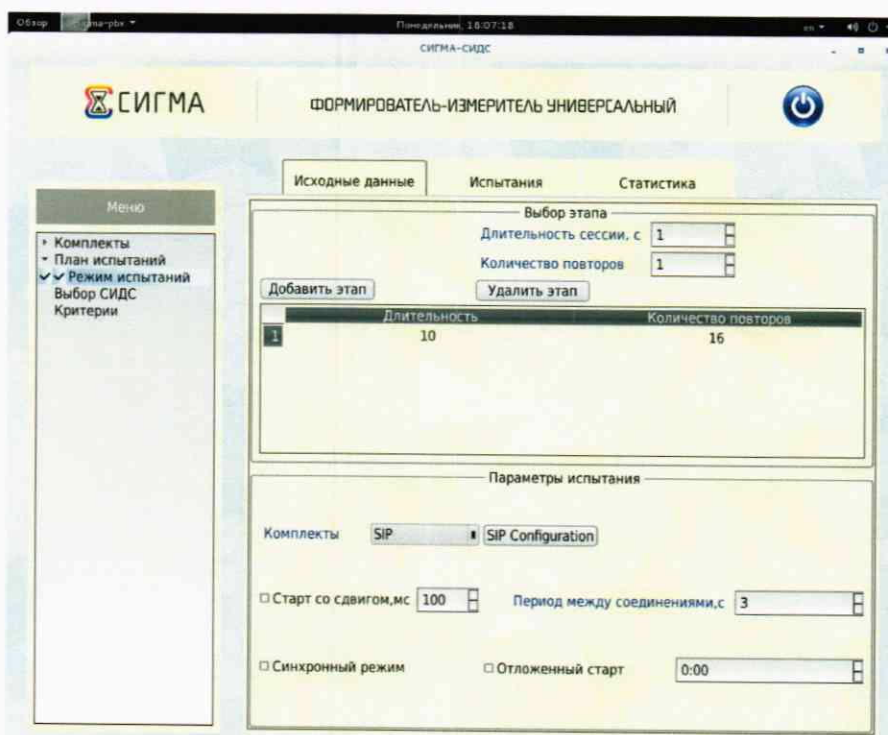 Обзор
Понедельник, 18:07:18
en
СИГМА-СИДС
СИГМА
ФОРМИРОВАТЕЛЬ-ИЗМЕРИТЕЛЬ УНИВЕРСАЛЬНЫЙ
Исходные данные Испытания Статистика
Меню
Комплекты
План испытаний
Режим испытаний
Выбор СИДС
Критерии
Выбор этапа
Длительность сессии, с 1
Количество повторов 1
Добавить этап Удалить этап
Длительность Количество повторов
1 10 16
Параметры испытания
Комплекты SIP SIP Configuration
Старт со сдвигом,мс 100 Период между соединениями,с 3
Синхронный режим Отложенный старт 0:00